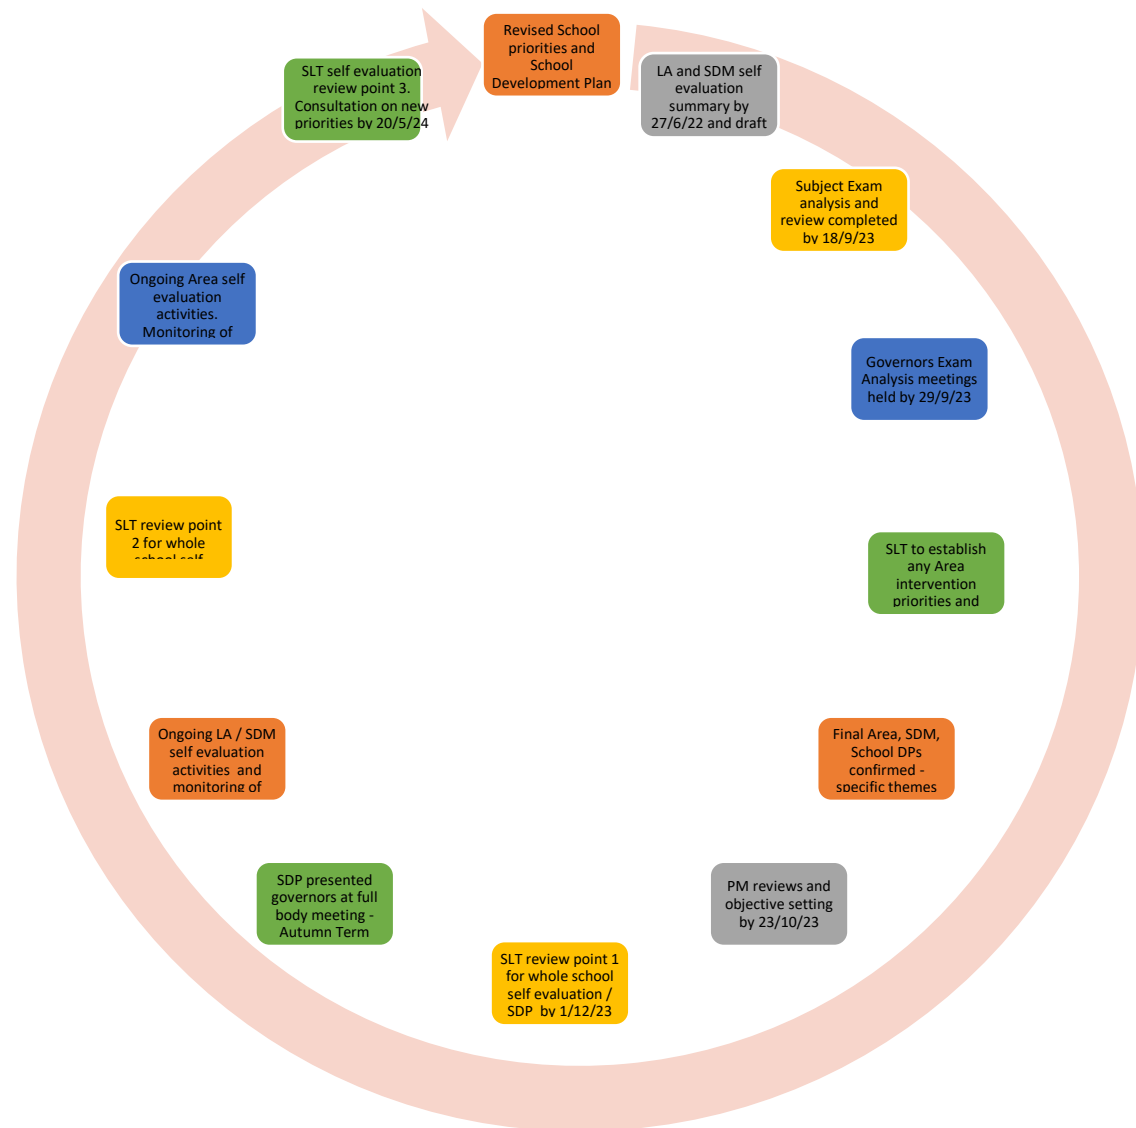 Revised School
priorities and
School
Development Plan
LA and SDM self
evaluation
summary by
27/6/22 and draft
Subject Exam
analysis and
review completed
by 18/9/23
Governors Exam
Analysis meetings
held by 29/9/23
SLT to establish
any Area
intervention
priorities and
Final Area, SDM,
School DPs
confirmed -
specific themes
PM reviews and
objective setting
by 23/10/23
SLT review point 1
for whole school
self evaluation /
SDP by 1/12/23
SDP presented
governors at full
body meeting -
Autumn Term
Ongoing LA / SDM
self evaluation
activities and
monitoring of
SLT review point
2 for whole
school self
Ongoing Area self
evaluation
activities.
Monitoring of
SLT self evaluation
review point 3.
Consultation on new
priorities by 20/5/24